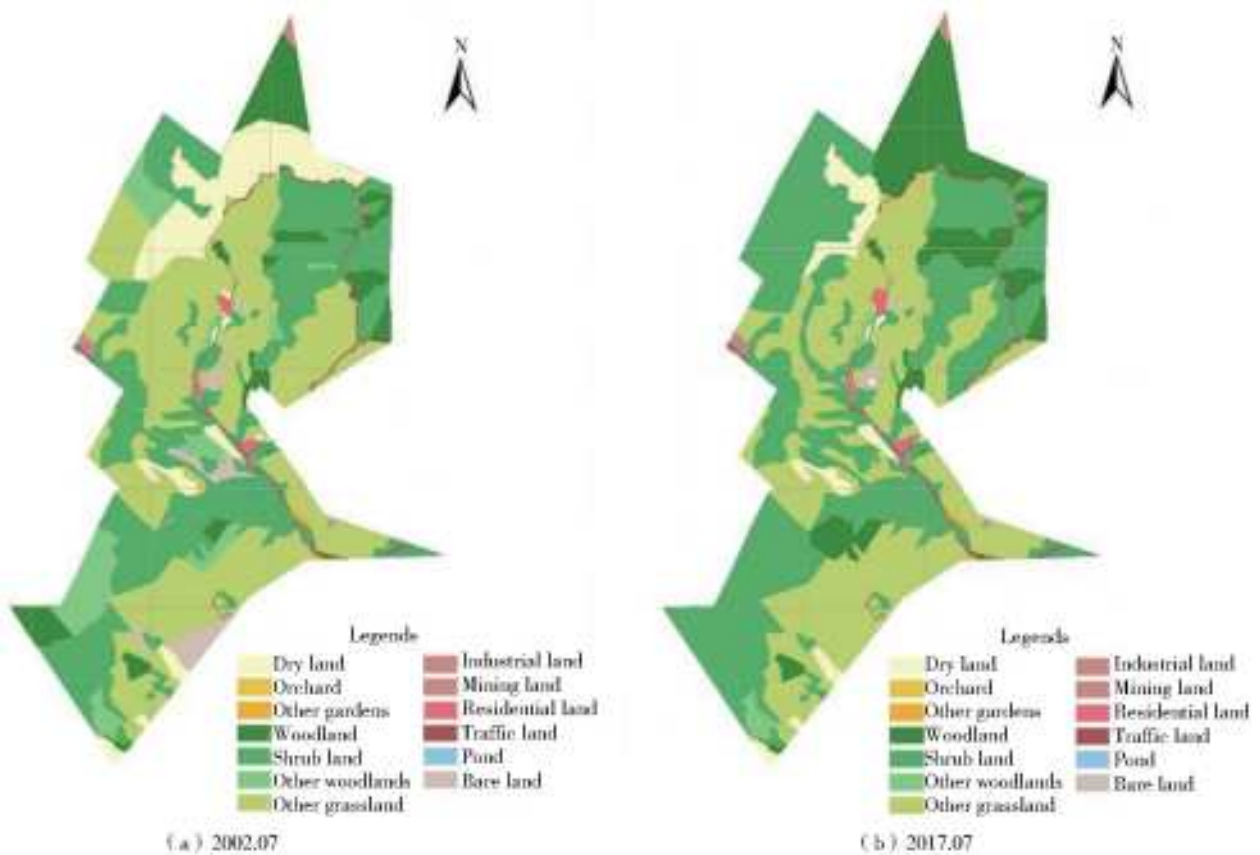 N
N
Legends
Dry land
Orchard
Other gardens
Woodland
Shrub land
Other woodlands
Other grassland
Industrial land
Mining land
Residential land
Traffic land
Pond
Bare land
Legends
Dry land
Orchard
Other gardens
Woodland
Shrub land
Other woodlands
Other grassland
Industrial land
Mining land
Residential land
Traffic land
Pond
Bare land
(a) 2002.07
(b) 2017.07